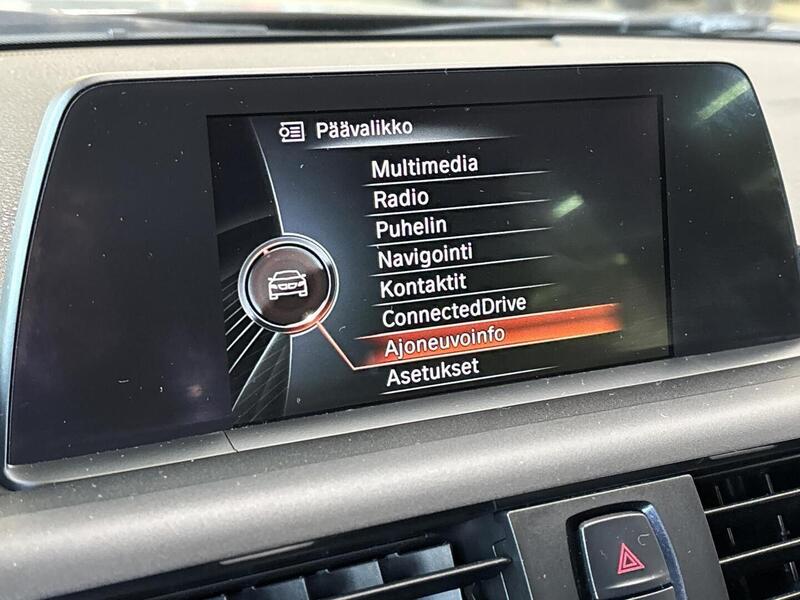 Päävalikko
Multimedia
Radio
Puhelin
Navigointi
Kontaktit
ConnectedDrive
Ajoneuvoinfo
Asetukset